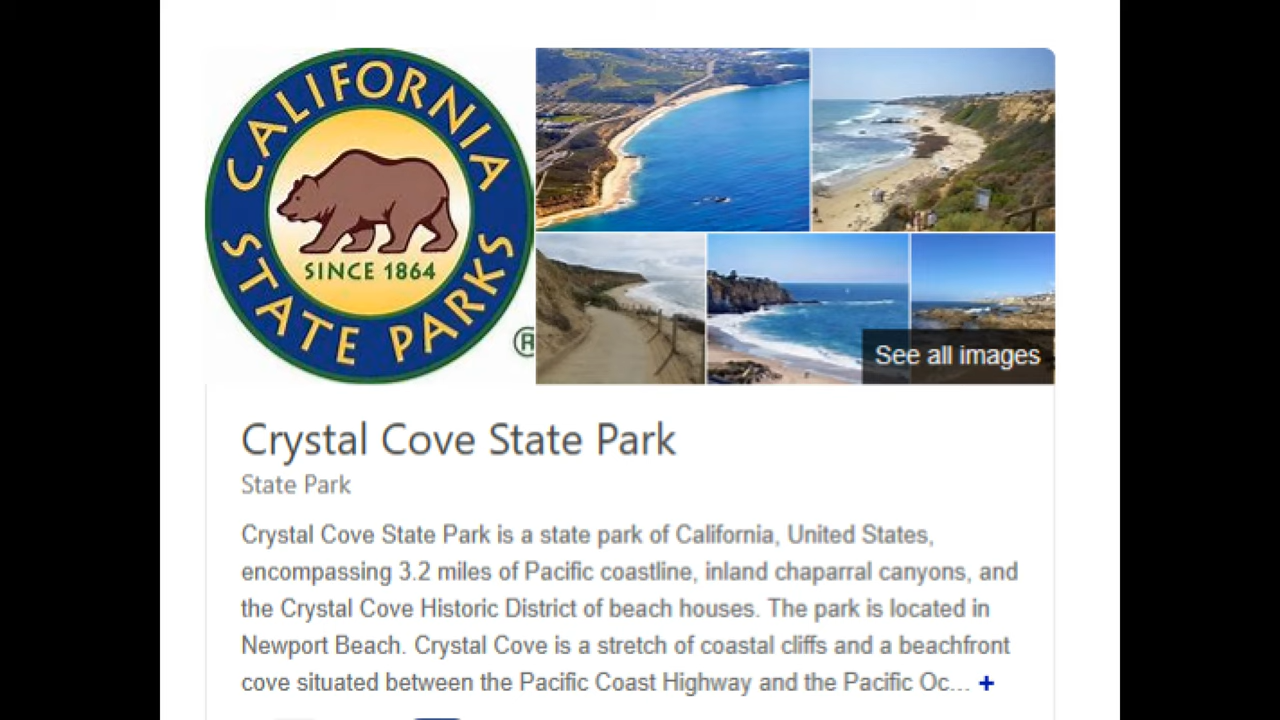 CALIFORNIA
SINCE 1864
STATE PARKS
®
See all images
Crystal Cove State Park
State Park
Crystal Cove State Park is a state park of California, United States,
encompassing 3.2 miles of Pacific coastline, inland chaparral canyons, and
the Crystal Cove Historic District of beach houses. The park is located in
Newport Beach. Crystal Cove is a stretch of coastal cliffs and a beachfront
cove situated between the Pacific Coast Highway and the Pacific Oc... +